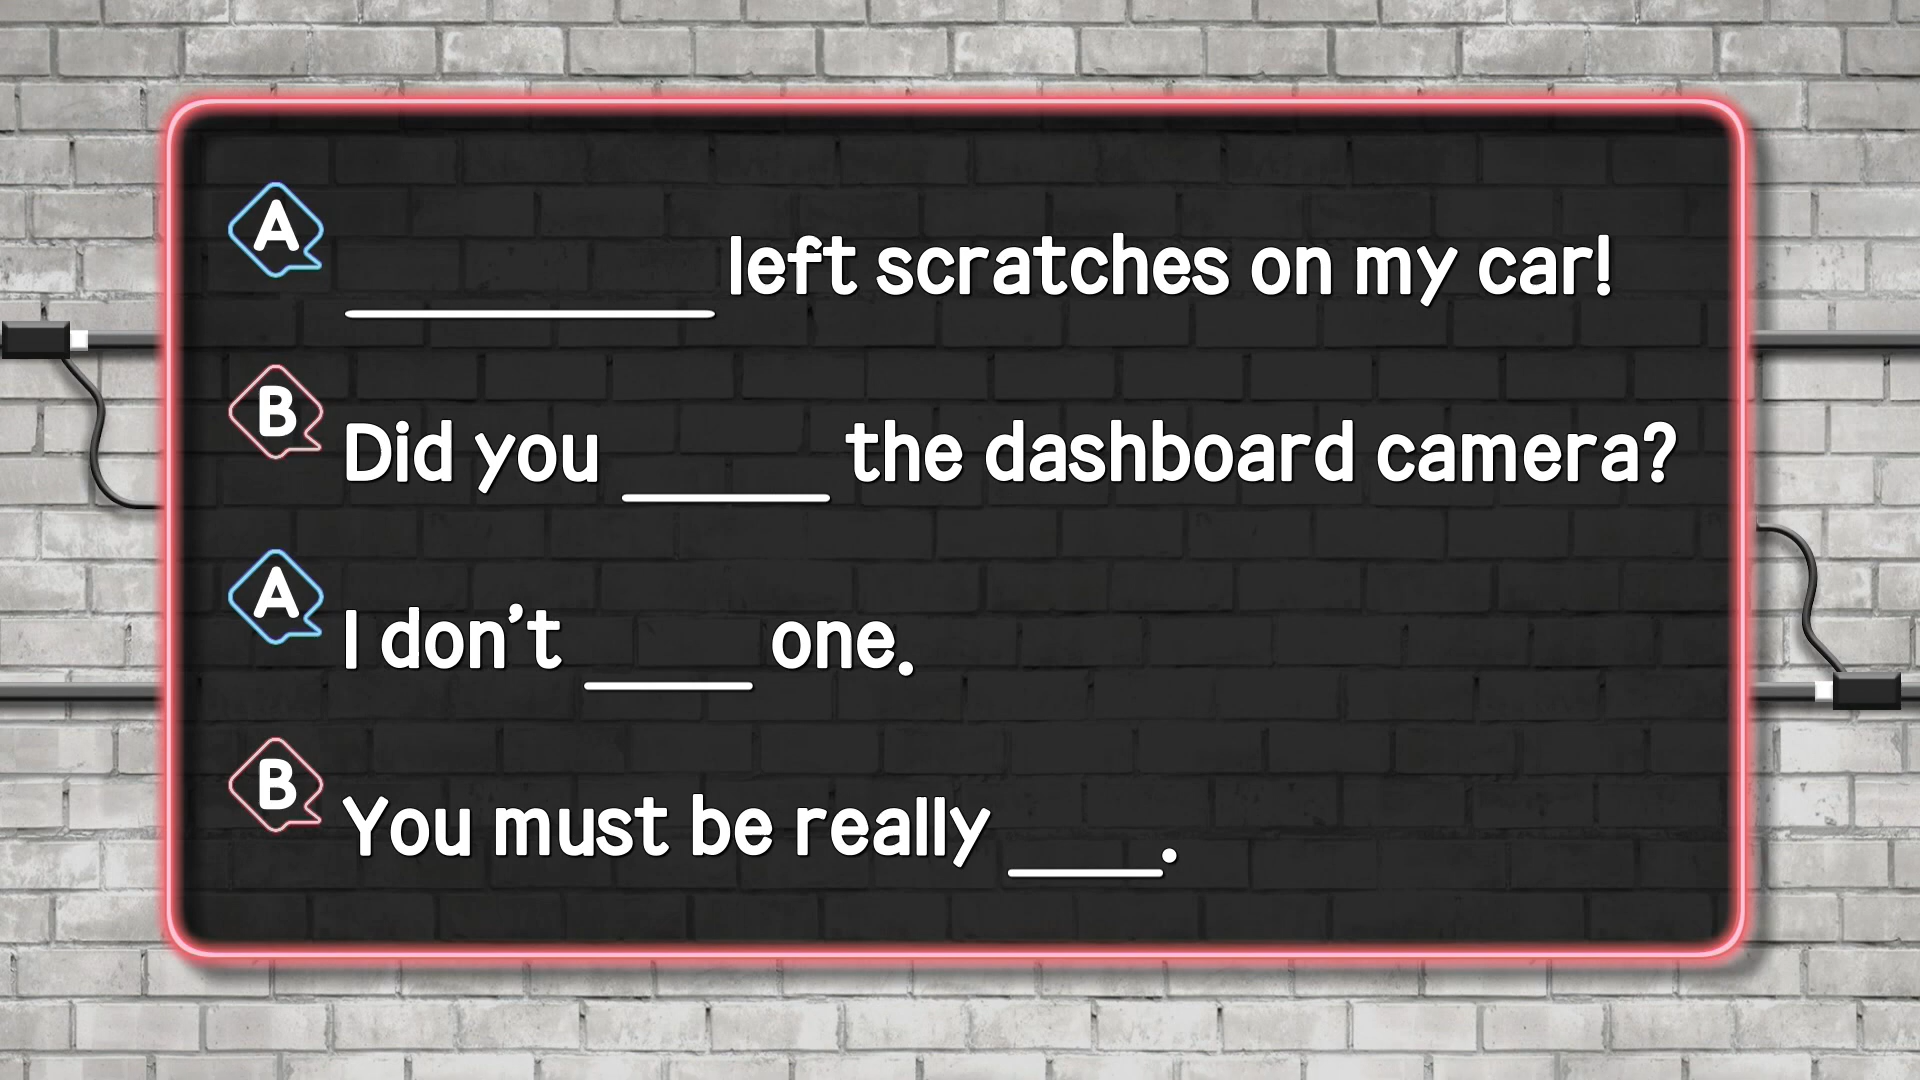 A ________ left scratches on my car!
B Did you _____ the dashboard camera?
A I don't ____ one.
B You must be really ____.